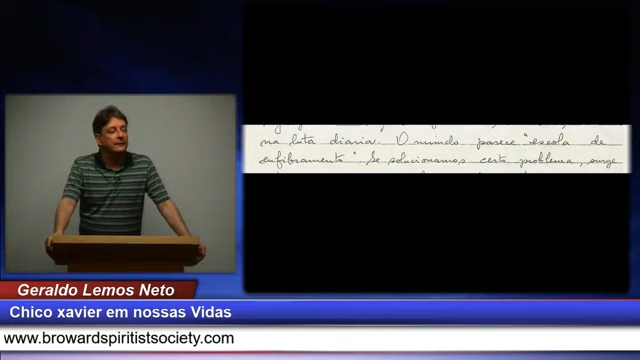 na luta diaria. O mundo parece "escola de
enfibramento". Se solucionamos certo problema, surge
Geraldo Lemos Neto
Chico xavier em nossas Vidas
www.browardspiritistsociety.com